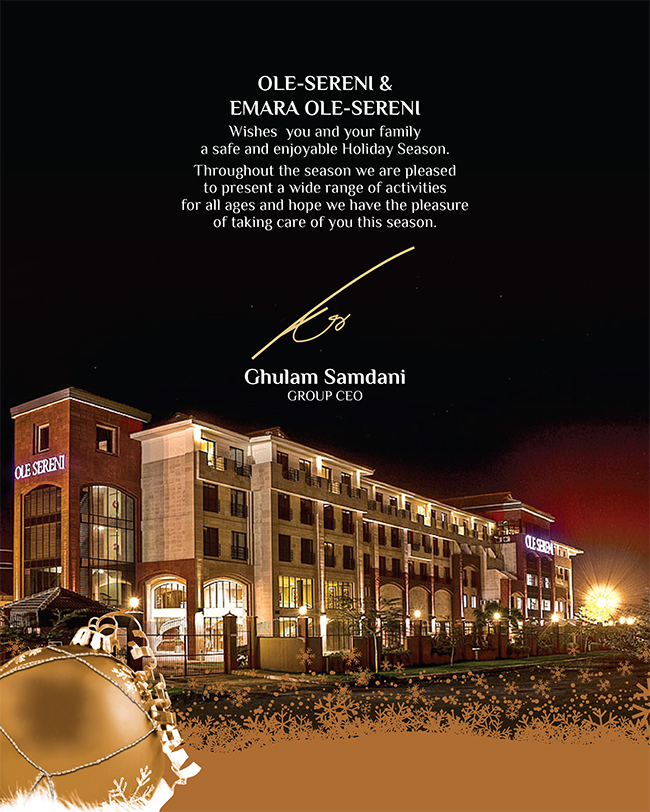 OLE-SERENI &
EMARA OLE-SERENI
Wishes you and your family
a safe and enjoyable Holiday Season.
Throughout the season we are pleased
to present a wide range of activities
for all ages and hope we have the pleasure
of taking care of you this season.
Ghulam Samdani
GROUP CEO
OLE SERENI
OLE SERENI